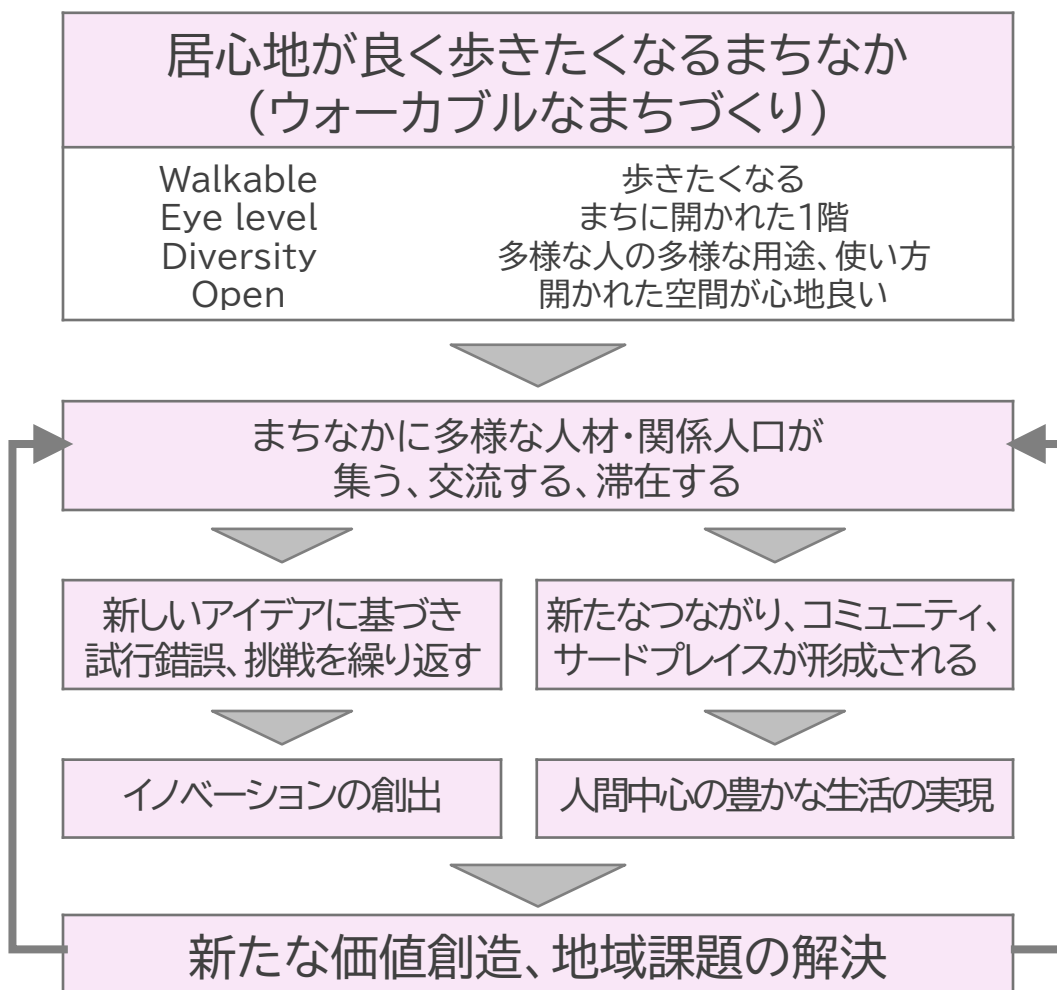 居心地が良く歩きたくなるまちなか
(ウォーカブルなまちづくり)
Walkable 歩きたくなる
Eye level まちに開かれた1階
Diversity 多様な人の多様な用途、使い方
Open 開かれた空間が心地良い
まちなかに多様な人材・関係人口が
集う、交流する、滞在する
新しいアイデアに基づき
試行錯誤、挑戦を繰り返す
新たなつながり、コミュニティ、
サードプレイスが形成される
イノベーションの創出
人間中心の豊かな生活の実現
新たな価値創造、地域課題の解決